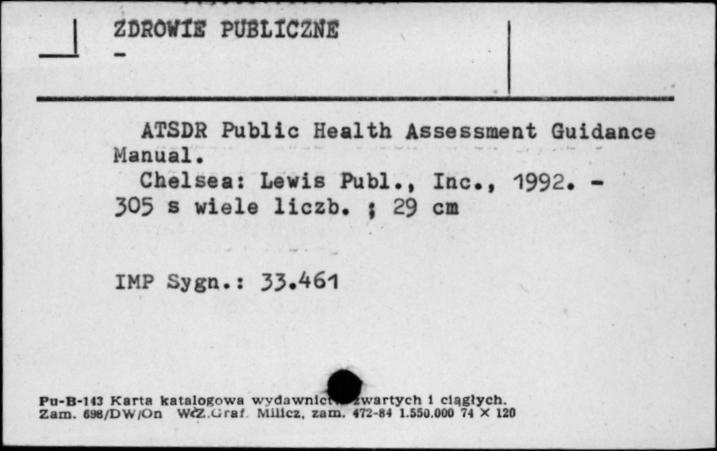 ZDROWIE PUBLICZNE
-
ATSDR Public Health Assessment Guidance
Manual.
Chelsea: Lewis Publ., Inc., 1992. -
305 s wiele liczb. ; 29 cm
IMP Sygn.: 33.461
Pu-B-143 Karta katalogowa wydawnictw zwartych i ciągłych.
Zam. 698/DW/On WZ.Graf. Milicz, zam. 472-84 1.550.000 74 × 120